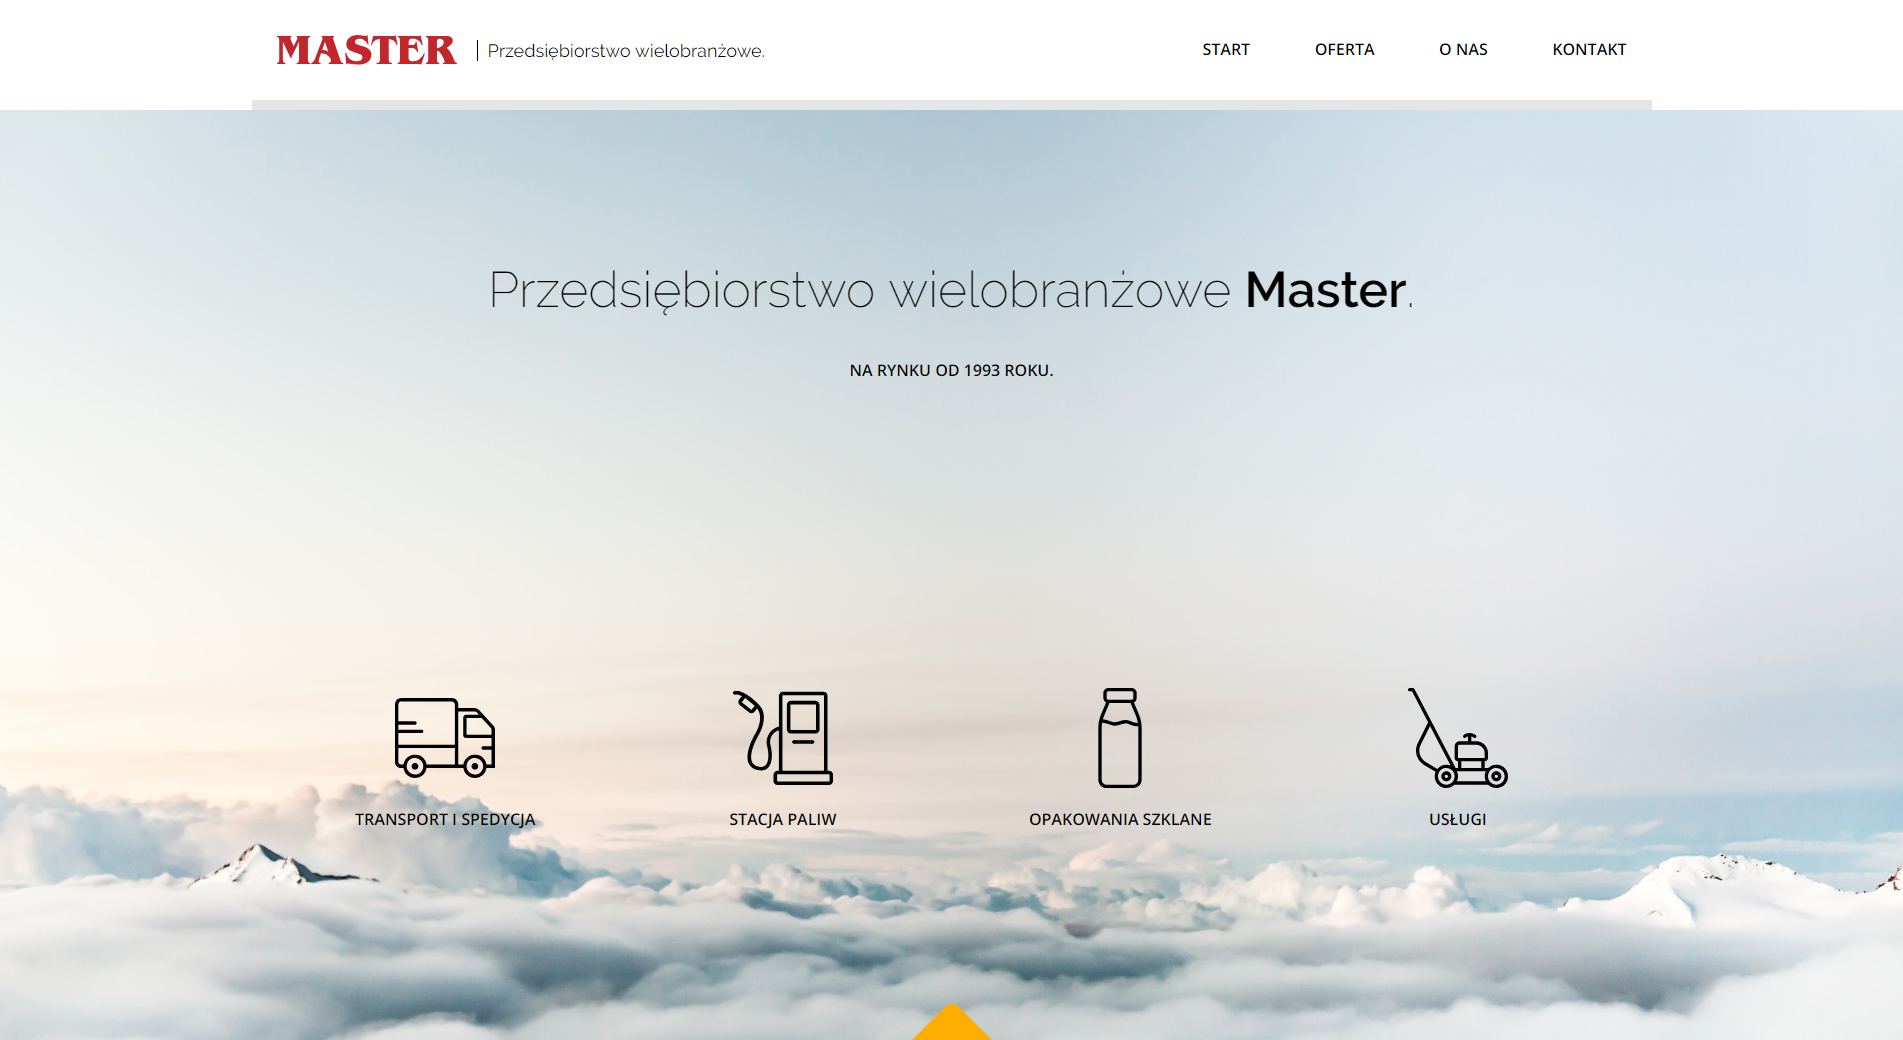 MASTER
Przedsiębiorstwo wielobranżowe.
START
OFERTA
O NAS
KONTAKT
Przedsiębiorstwo wielobranżowe Master.
NA RYNKU OD 1993 ROKU.
TRANSPORT I SPEDYCJA
STACJA PALIW
OPAKOWANIA SZKLANE
USŁUGI